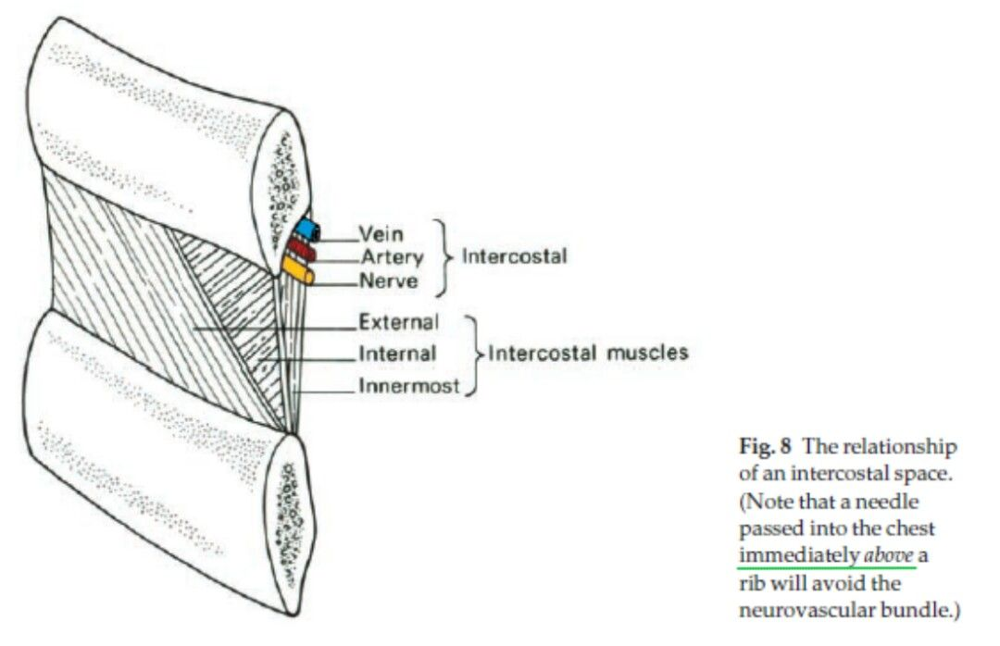 Vein
Artery
Nerve
Intercostal
External
Internal
Innermost
Intercostal muscles
Fig. 8 The relationship
of an intercostal space.
(Note that a needle
passed into the chest
immediately above a
rib will avoid the
neurovascular bundle.)